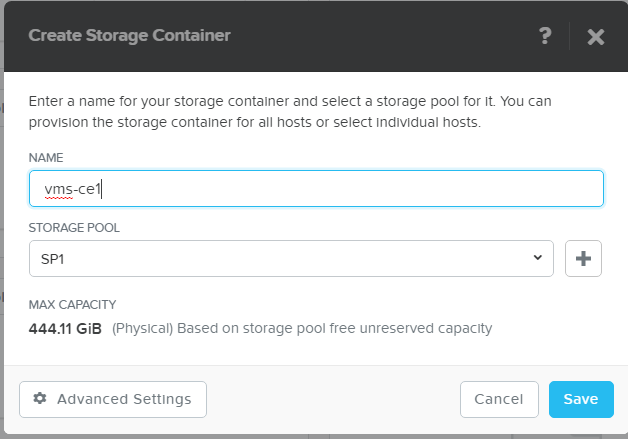 Create Storage Container
?
Enter a name for your storage container and select a storage pool for it. You can
provision the storage container for all hosts or select individual hosts.
NAME
vms-ce1
STORAGE POOL
SP1
MAX CAPACITY
444.11 GiB (Physical) Based on storage pool free unreserved capacity
Advanced Settings Cancel Save